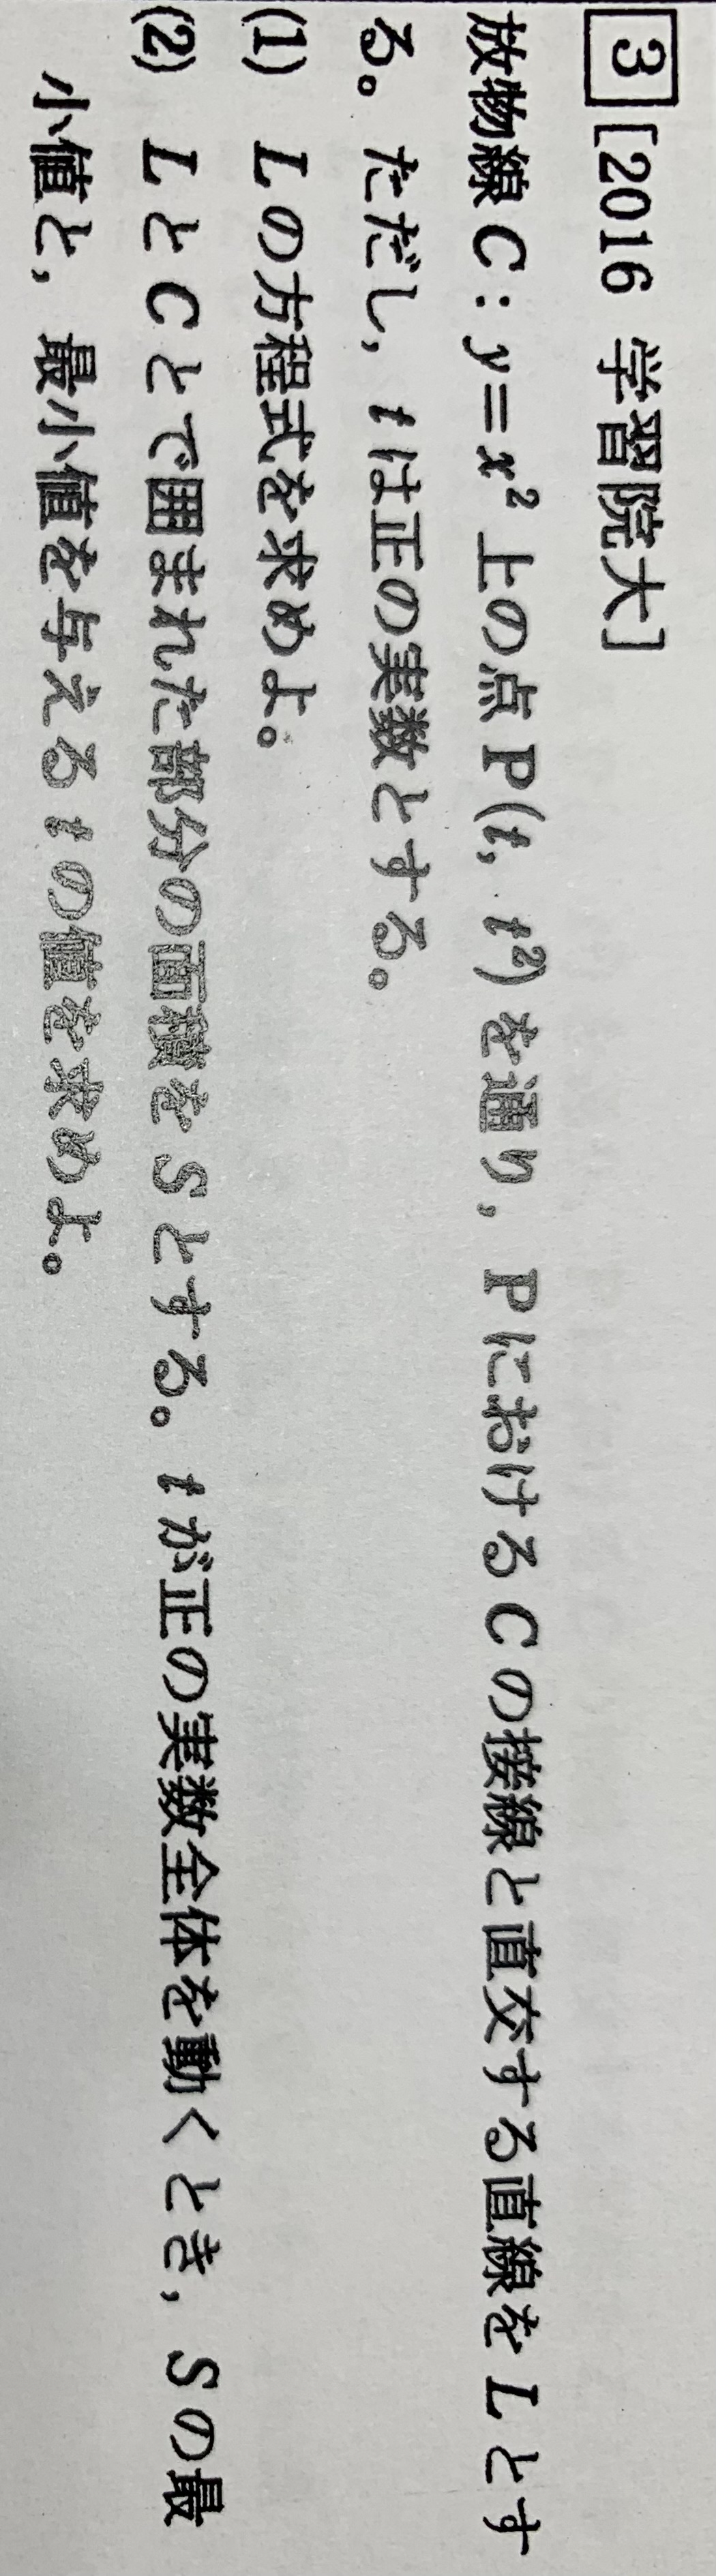 3 [2016 学習院大]
放物線 C : y=x² 上の点 P(t, t²) を通り, P における C の接線と直交する直線を L とす
る。ただし, t は正の実数とする。
(1) L の方程式を求めよ。
(2) L と C とで囲まれた部分の面積を S とする。t が正の実数全体を動くとき, S の最
小値と, 最小値を与える t の値を求めよ。